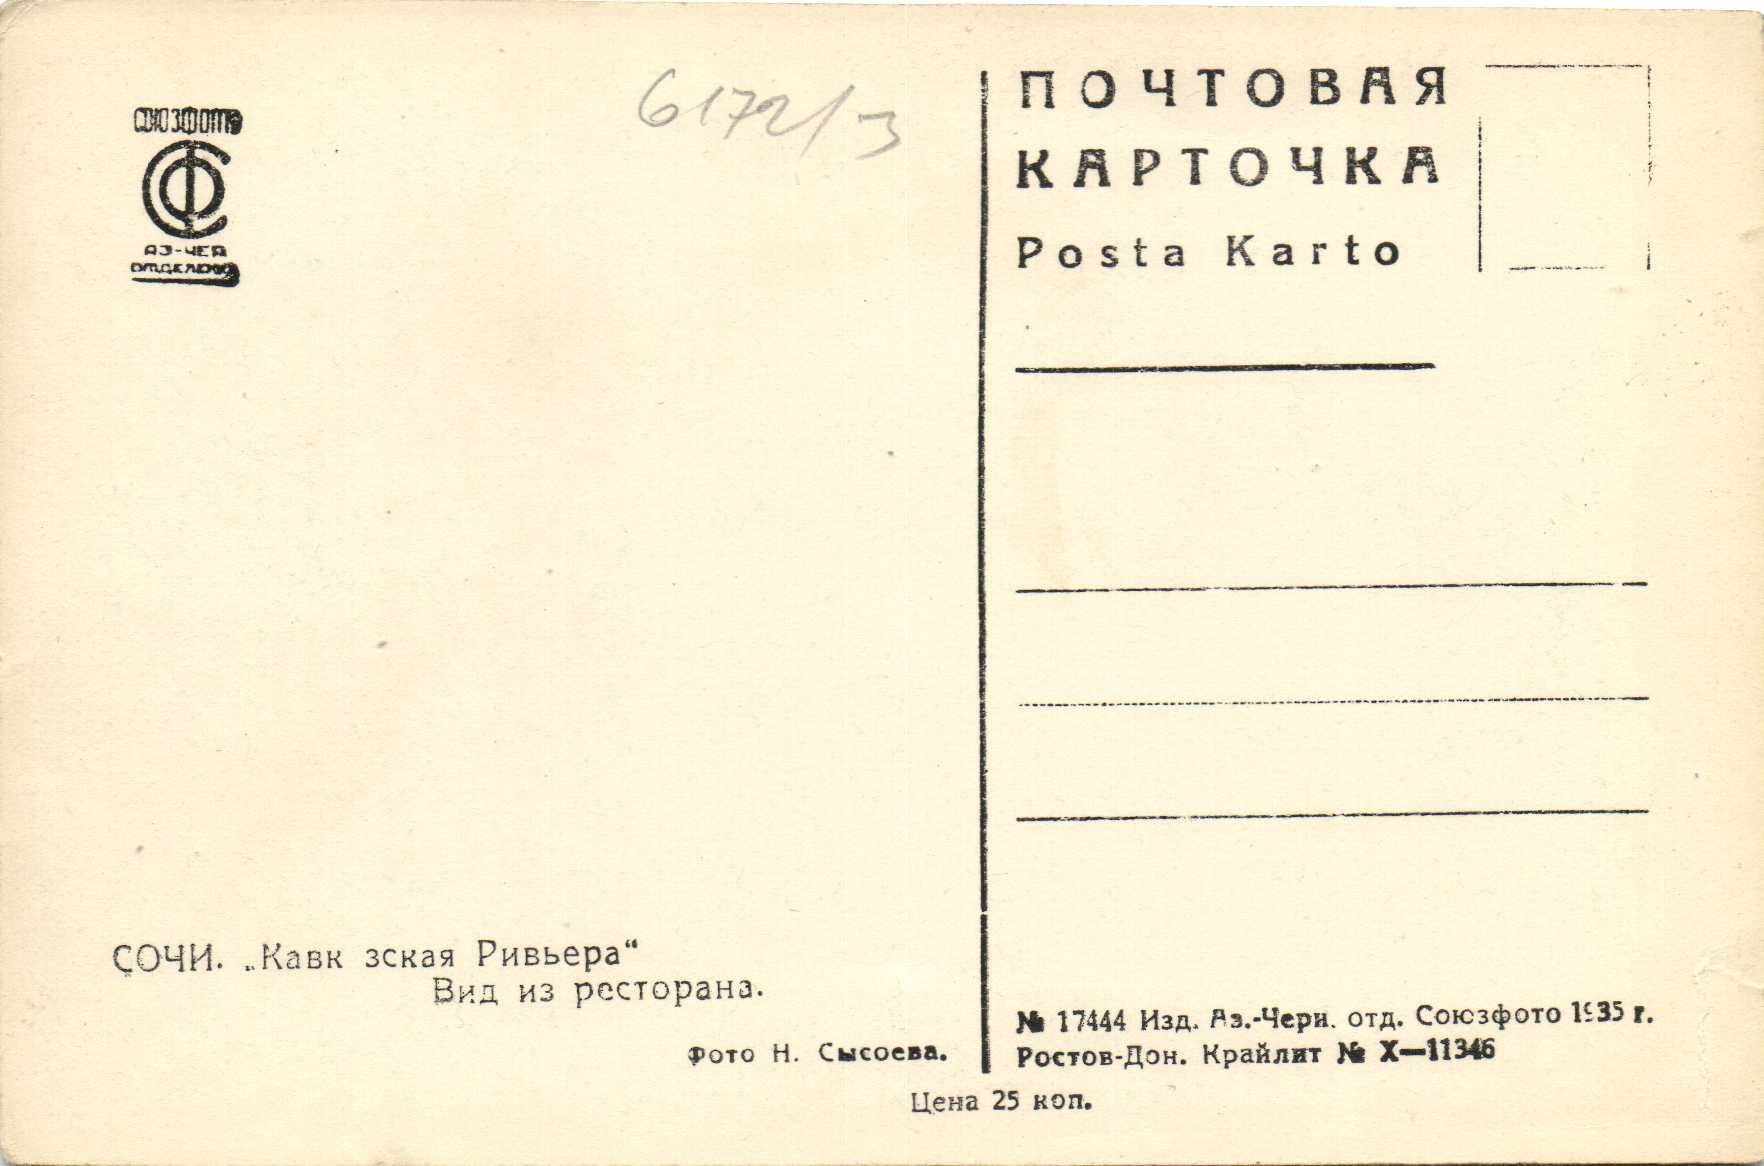 СОЮЗФОТО
СФ
АЗ-ЧЕР
ОТДЕЛЕНИЕ
6172/3
ПОЧТОВАЯ
КАРТОЧКА
Posta Karto
СОЧИ. „Кавк зская Ривьера“
Вид из ресторана.
Фото Н. Сысоева.
№ 17444 Изд. Аз.-Черн. отд. Союзфото 1935 г.
Ростов-Дон. Крайлит № Х—11346
Цена 25 коп.